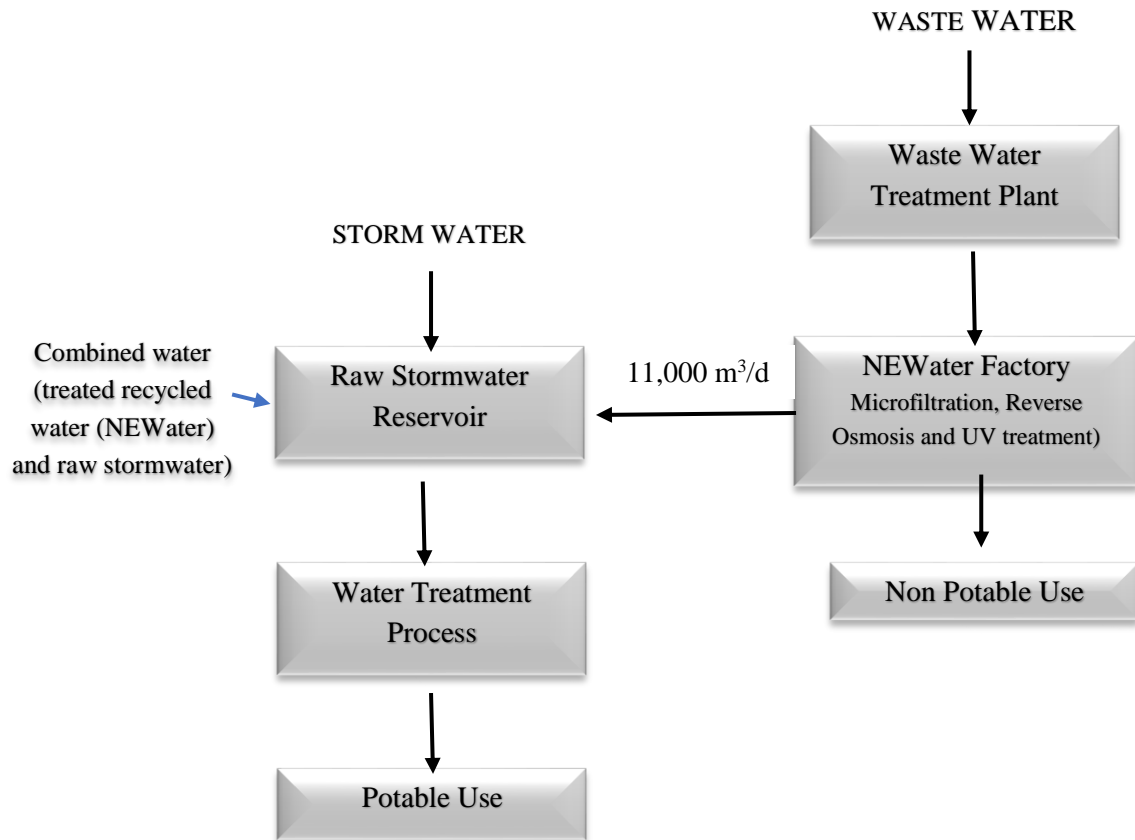 WASTE WATER
Waste Water
Treatment Plant
STORM WATER
Combined water
(treated recycled
water (NEWater)
and raw stormwater)
Raw Stormwater
Reservoir
11,000 m³/d
NEWater Factory
Microfiltration, Reverse
Osmosis and UV treatment)
Water Treatment
Process
Non Potable Use
Potable Use